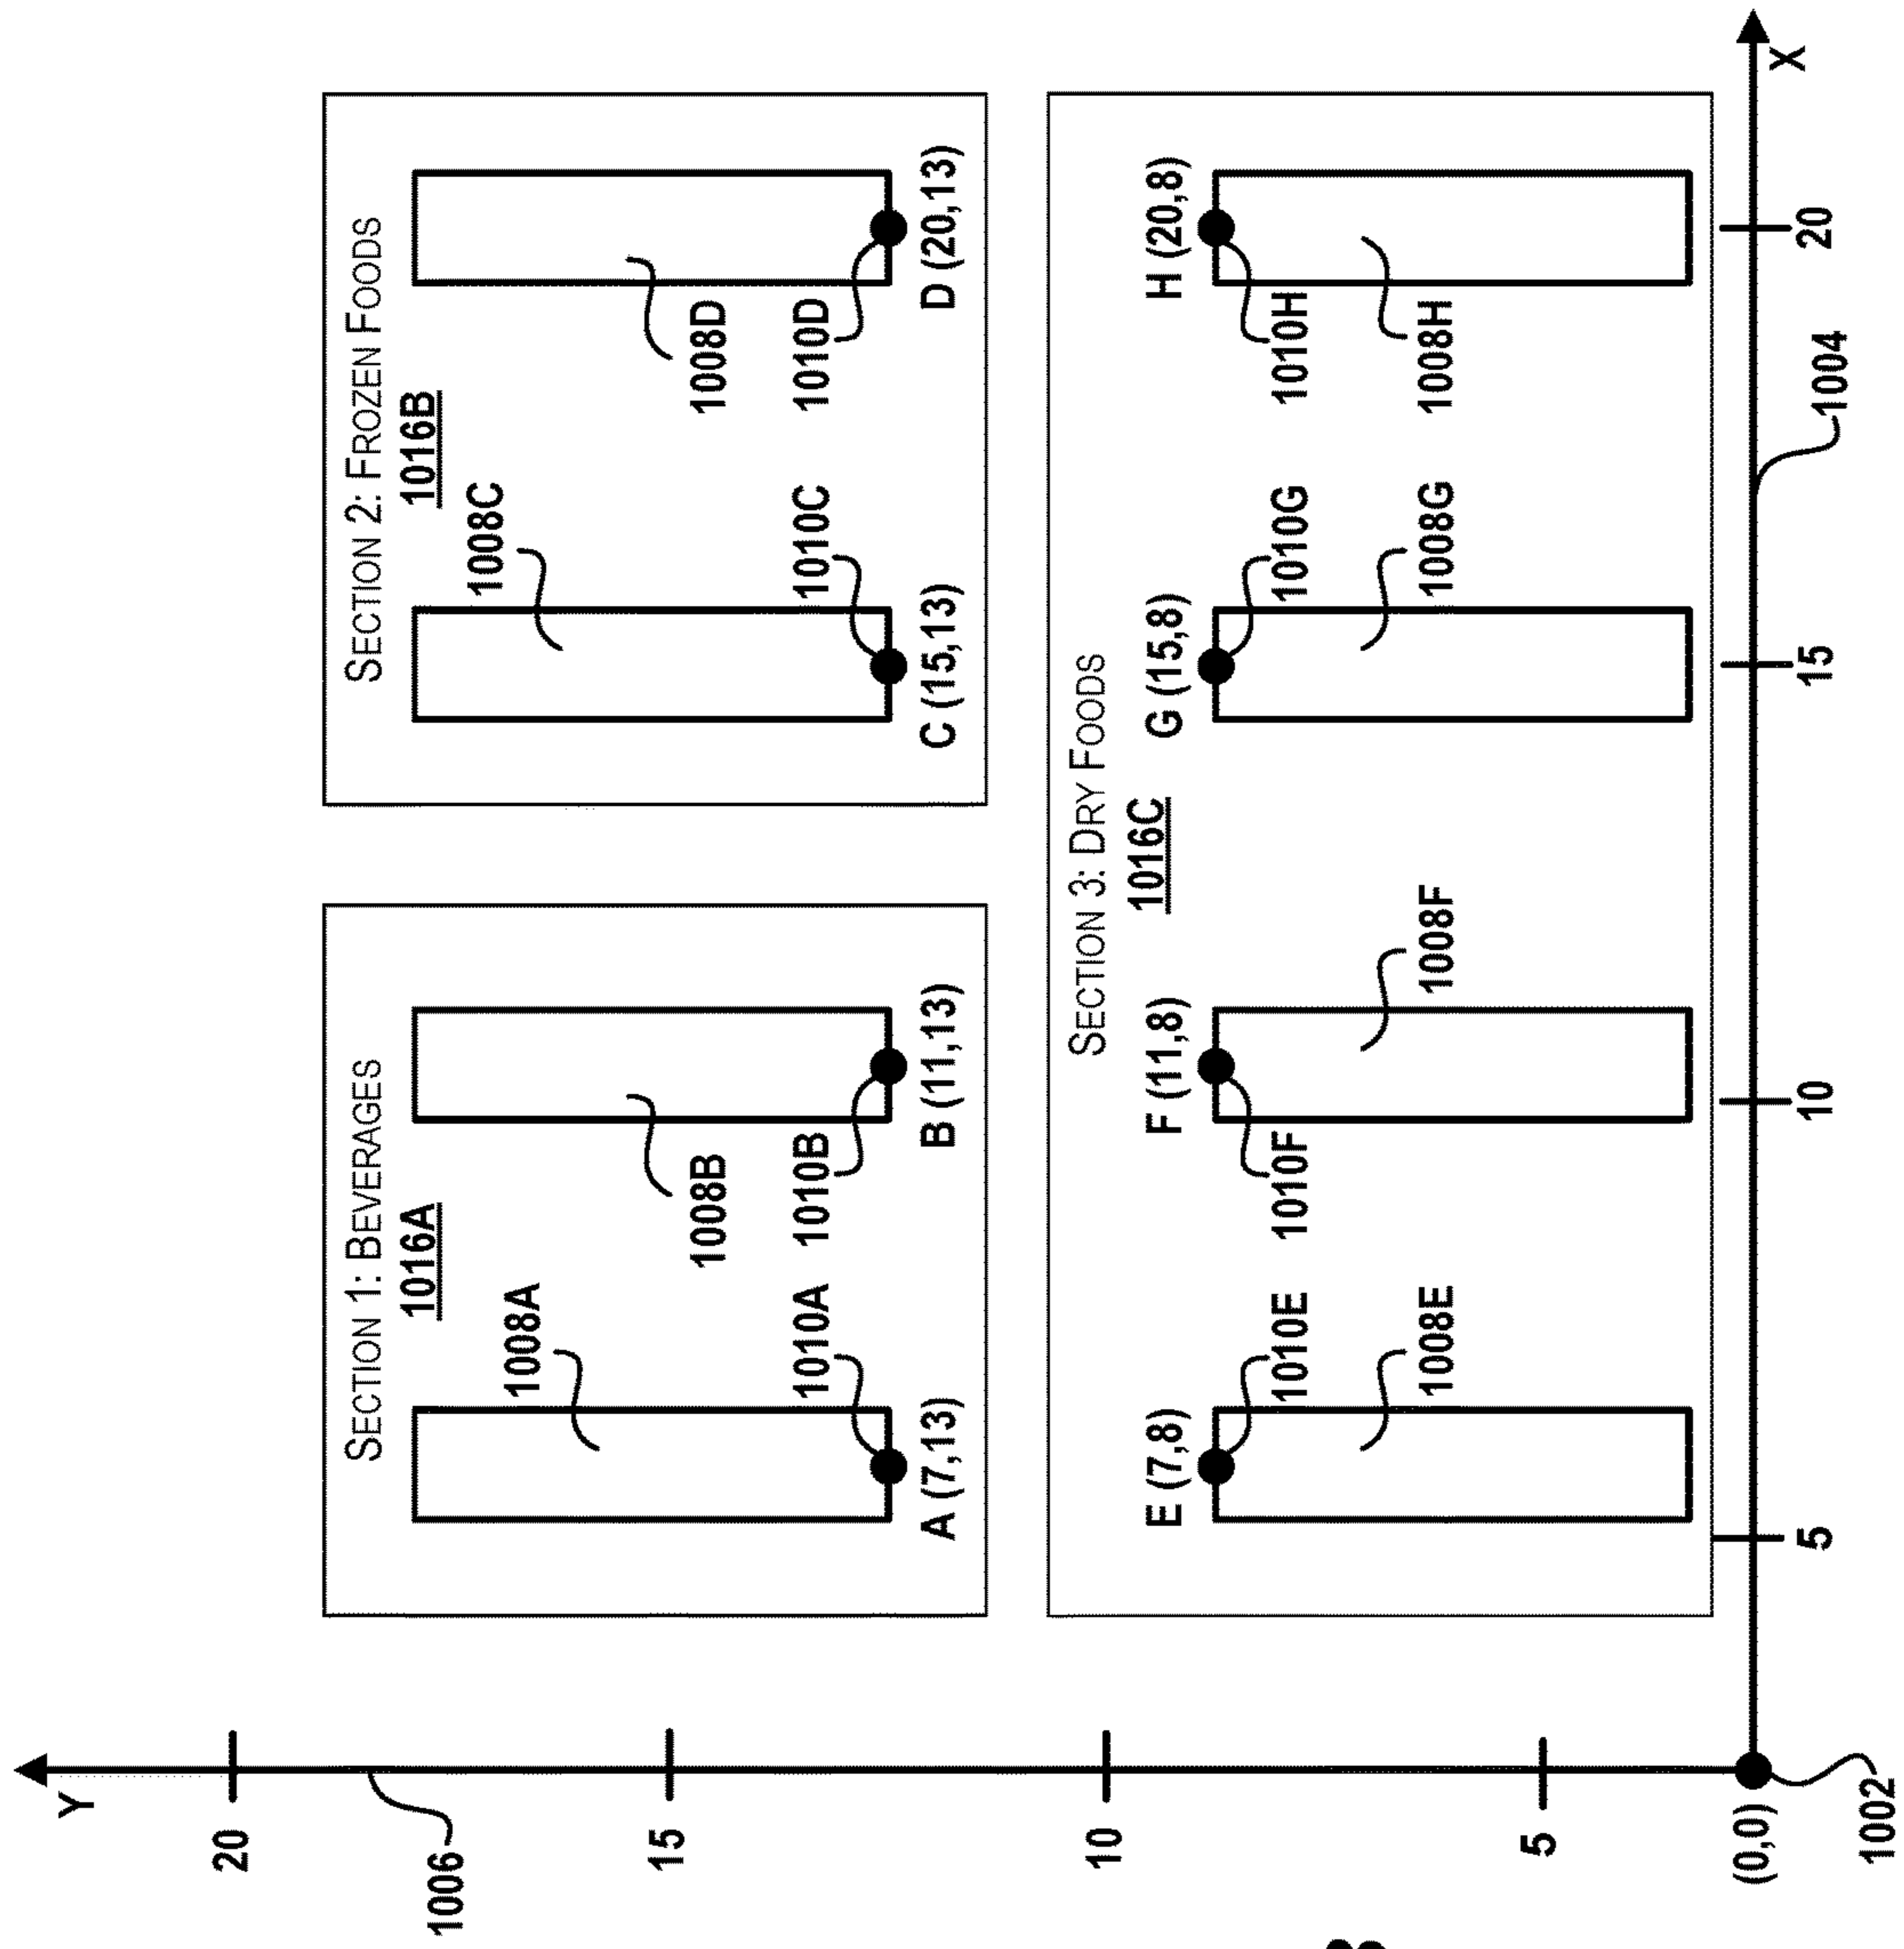 Y
20
15
10
5
(0,0)
1002
1006
SECTION 1: BEVERAGES
1016A
1008A
1008B
1010A
1010B
A (7,13)
B (11,13)
SECTION 2: FROZEN FOODS
1016B
1008C
1008D
1010C
1010D
C (15,13)
D (20,13)
SECTION 3: DRY FOODS
1016C
E (7,8)
F (11,8)
G (15,8)
H (20,8)
1010E
1010F
1010G
1010H
1008E
1008F
1008G
1008H
5
10
15
20
X
1004